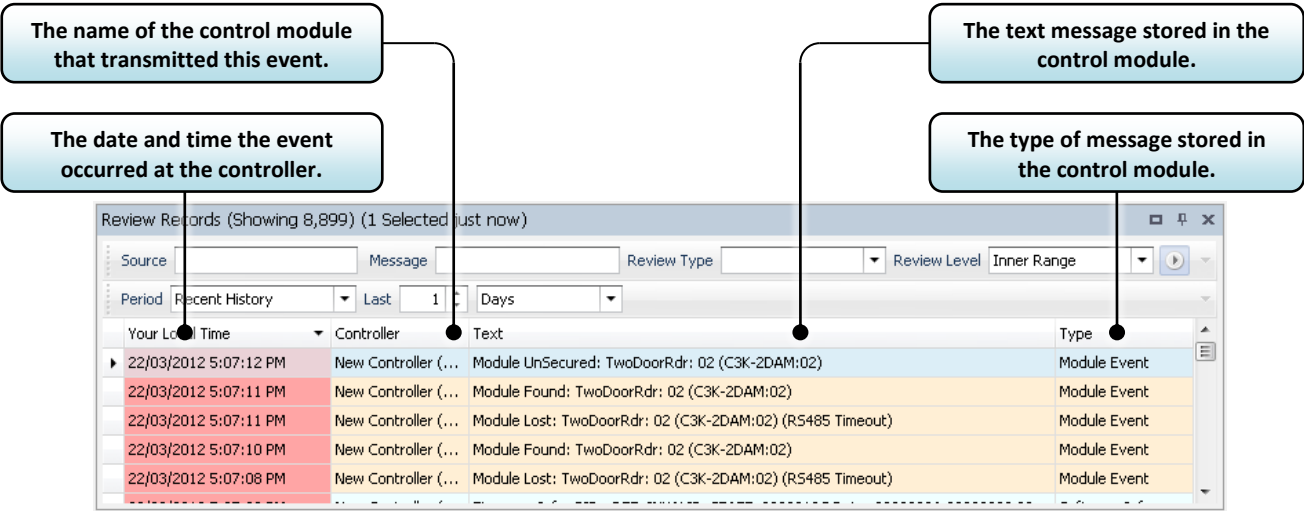 The name of the control module
that transmitted this event.
The text message stored in the
control module.
The date and time the event
occurred at the controller.
The type of message stored in
the control module.
Review Records (Showing 8,899) (1 Selected just now)
Source Message Review Type Review Level Inner Range
Period Recent History Last 1 Days
Your Local Time Controller Text Type
22/03/2012 5:07:12 PM New Controller (... Module UnSecured: TwoDoorRdr: 02 (C3K-2DAM:02) Module Event
22/03/2012 5:07:11 PM New Controller (... Module Found: TwoDoorRdr: 02 (C3K-2DAM:02) Module Event
22/03/2012 5:07:11 PM New Controller (... Module Lost: TwoDoorRdr: 02 (C3K-2DAM:02) (RS485 Timeout) Module Event
22/03/2012 5:07:10 PM New Controller (... Module Found: TwoDoorRdr: 02 (C3K-2DAM:02) Module Event
22/03/2012 5:07:08 PM New Controller (... Module Lost: TwoDoorRdr: 02 (C3K-2DAM:02) (RS485 Timeout) Module Event